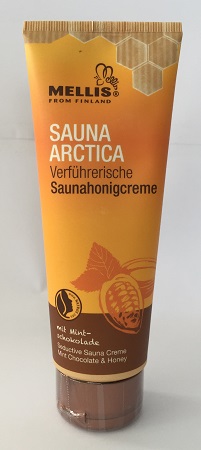 MELLIS®
FROM FINLAND
SAUNA
ARCTICA
Verführerische
Saunahonigcreme
mit Mint-
schokolade
Seductive Sauna Creme
Mint Chocolate & Honey